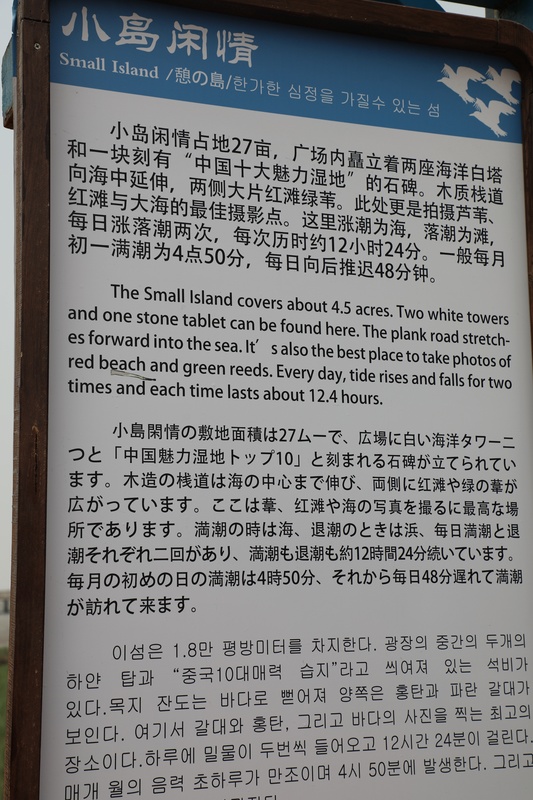 小岛闲情
Small Island /憩の島/한가한 심정을 가질수 있는 섬
小岛闲情占地27亩，广场内矗立着两座海洋白塔
和一块刻有“中国十大魅力湿地”的石碑。木质栈道
向海中延伸，两侧大片红滩绿苇。此处更是拍摄芦苇、
红滩与大海的最佳摄影点。这里涨潮为海，落潮为滩，
每日涨落潮两次，每次历时约12小时24分。一般每月
初一满潮为4点50分，每日向后推迟48分钟。
The Small Island covers about 4.5 acres. Two white towers
and one stone tablet can be found here. The plank road stretch-
es forward into the sea. It’ s also the best place to take photos of
red beach and green reeds. Every day, tide rises and falls for two
times and each time lasts about 12.4 hours.
小島閑情の敷地面積は27ムーで、広場に白い海洋タワー二
つと「中国魅力湿地トップ10」と刻まれる石碑が立てられてい
ます。木造の桟道は海の中心まで伸び、両側に红滩や绿の葦が
広がっています。ここは葦、红滩や海の写真を撮るに最高な場
所であります。満潮の時は海、退潮のときは浜、毎日満潮と退
潮それぞれ二回があり、満潮も退潮も約12時間24分続いています。
毎月の初めの日の満潮は4時50分、それから毎日48分遅れて満潮
が訪れて来ます。
이섬은 1.8만 평방미터를 차지한다. 광장의 중간의 두개의
하얀 탑과 “중국10대매력 습지”라고 씌여져 있는 석비가
있다.목지 잔도는 바다로 뻗어져 양쪽은 홍탄과 파란 갈대가
보인다. 여기서 갈대와 홍탄, 그리고 바다의 사진을 찍는 최고의
장소이다.하루에 밀물이 두번씩 들어오고 12시간 24분이 걸린다.
매개 월의 음력 초하루가 만조이며 4시 50분에 발생한다. 그리고